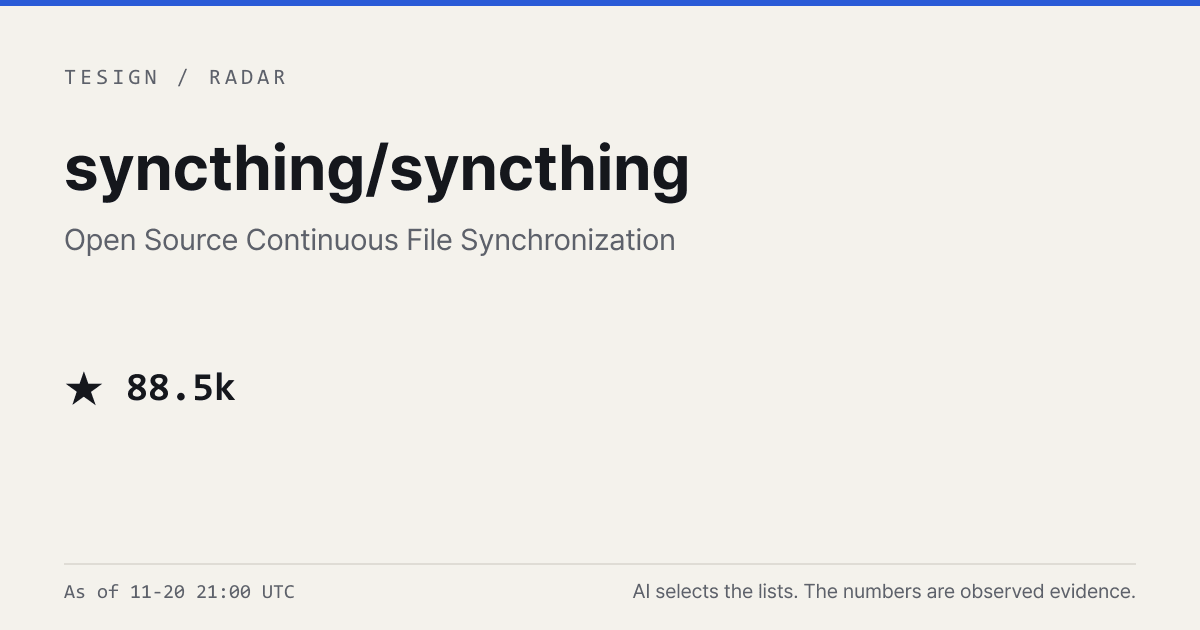 TESIGN / RADAR
syncthing/syncthing
Open Source Continuous File Synchronization
★ 88.5k
As of 11-20 21:00 UTC
AI selects the lists. The numbers are observed evidence.